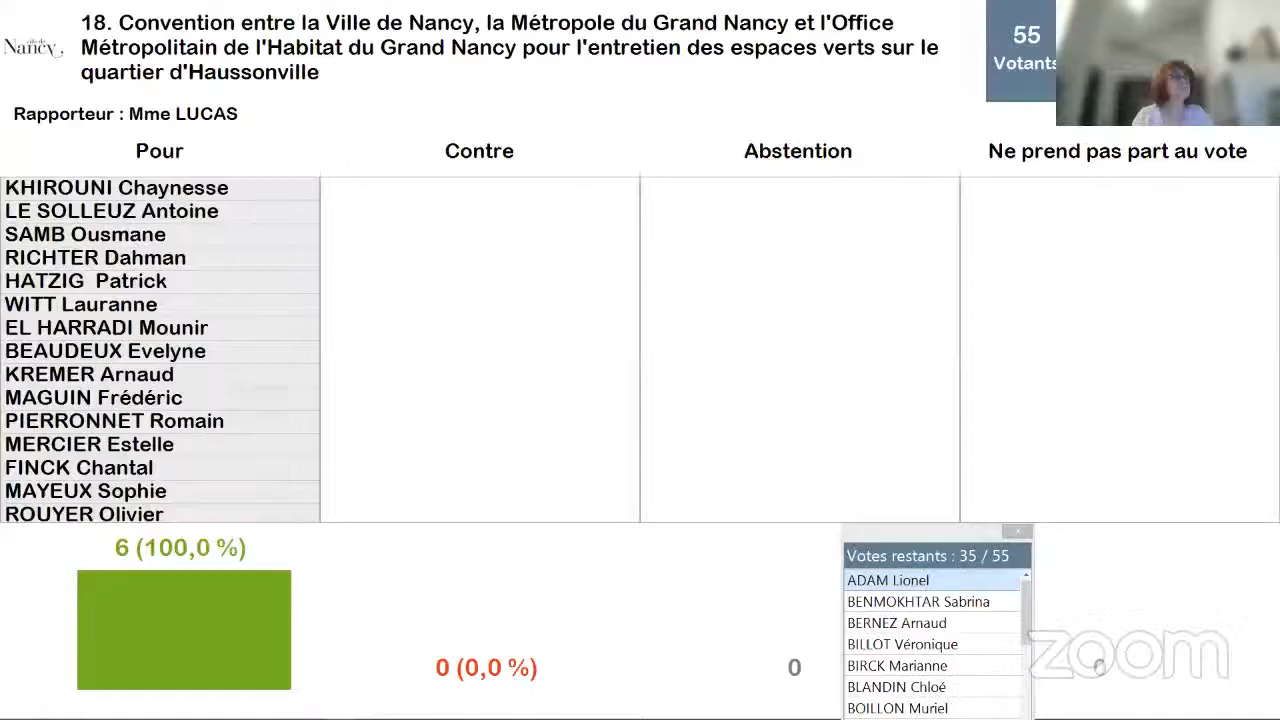 ville de
Nancy,
18. Convention entre la Ville de Nancy, la Métropole du Grand Nancy et l'Office
Métropolitain de l'Habitat du Grand Nancy pour l'entretien des espaces verts sur le
quartier d'Haussonville
55
Votants
Rapporteur : Mme LUCAS
Pour
Contre
Abstention
Ne prend pas part au vote
KHIROUNI Chaynesse
LE SOLLEUZ Antoine
SAMB Ousmane
RICHTER Dahman
HATZIG  Patrick
WITT Lauranne
EL HARRADI Mounir
BEAUDEUX Evelyne
KREMER Arnaud
MAGUIN Frédéric
PIERRONNET Romain
MERCIER Estelle
FINCK Chantal
MAYEUX Sophie
ROUYER Olivier
6 (100,0 %)
0 (0,0 %)
0
0
Votes restants : 35 / 55
ADAM Lionel
BENMOKHTAR Sabrina
BERNEZ Arnaud
BILLOT Véronique
BIRCK Marianne
BLANDIN Chloé
BOILLON Muriel
zoom